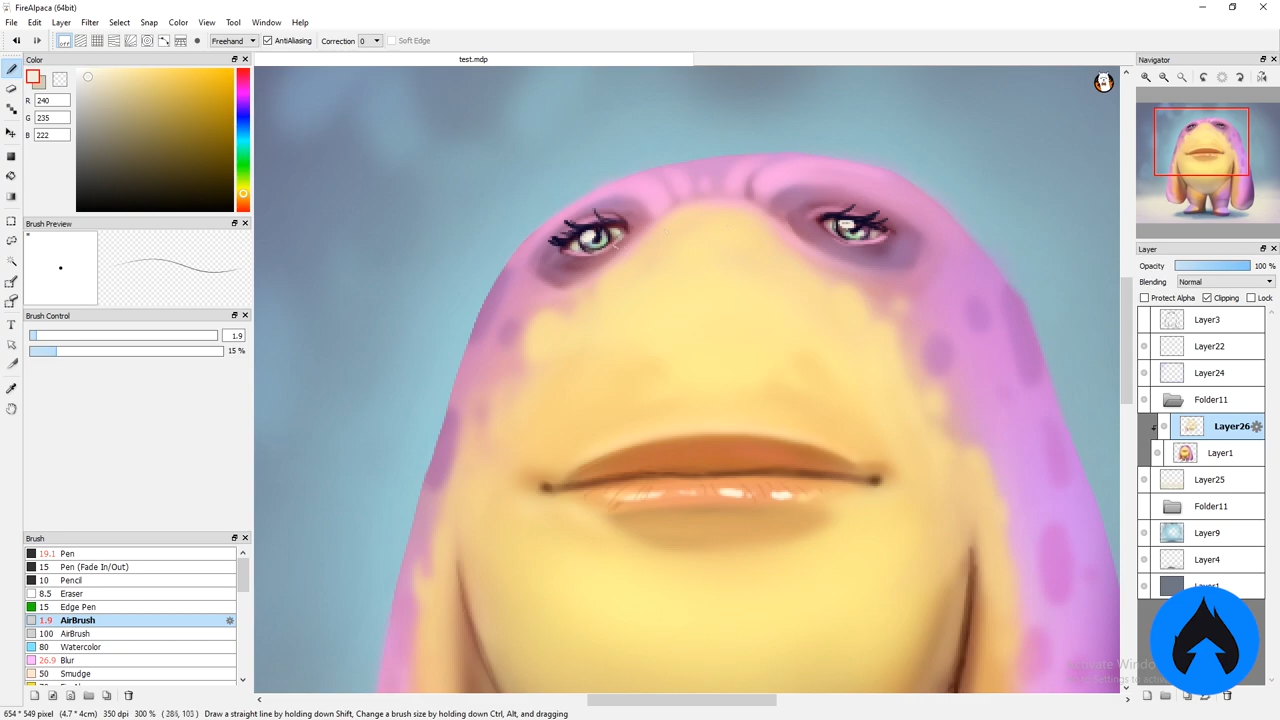 FireAlpaca (64bit)
File Edit Layer Filter Select Snap Color View Tool Window Help
off Freehand AntiAliasing Correction 0 Soft Edge
Color
test.mdp
Navigator
R 240
G 235
B 222
Brush Preview
Layer
Opacity 100 %
Blending Normal
Protect Alpha Clipping Lock
Brush Control
Layer3
1.9
Layer22
15 %
Layer24
Folder11
Layer26
Layer1
Layer25
Folder11
Layer9
Brush
19.1 Pen
Layer4
15 Pen (Fade In/Out)
10 Pencil
Layer1
8.5 Eraser
15 Edge Pen
1.9 AirBrush
100 AirBrush
80 Watercolor
26.9 Blur
50 Smudge
Activate Windo
654 * 549 pixel (4.7 * 4cm) 350 dpi 300 % ( 286, 103 ) Draw a straight line by holding down Shift, Change a brush size by holding down Ctrl, Alt, and dragging